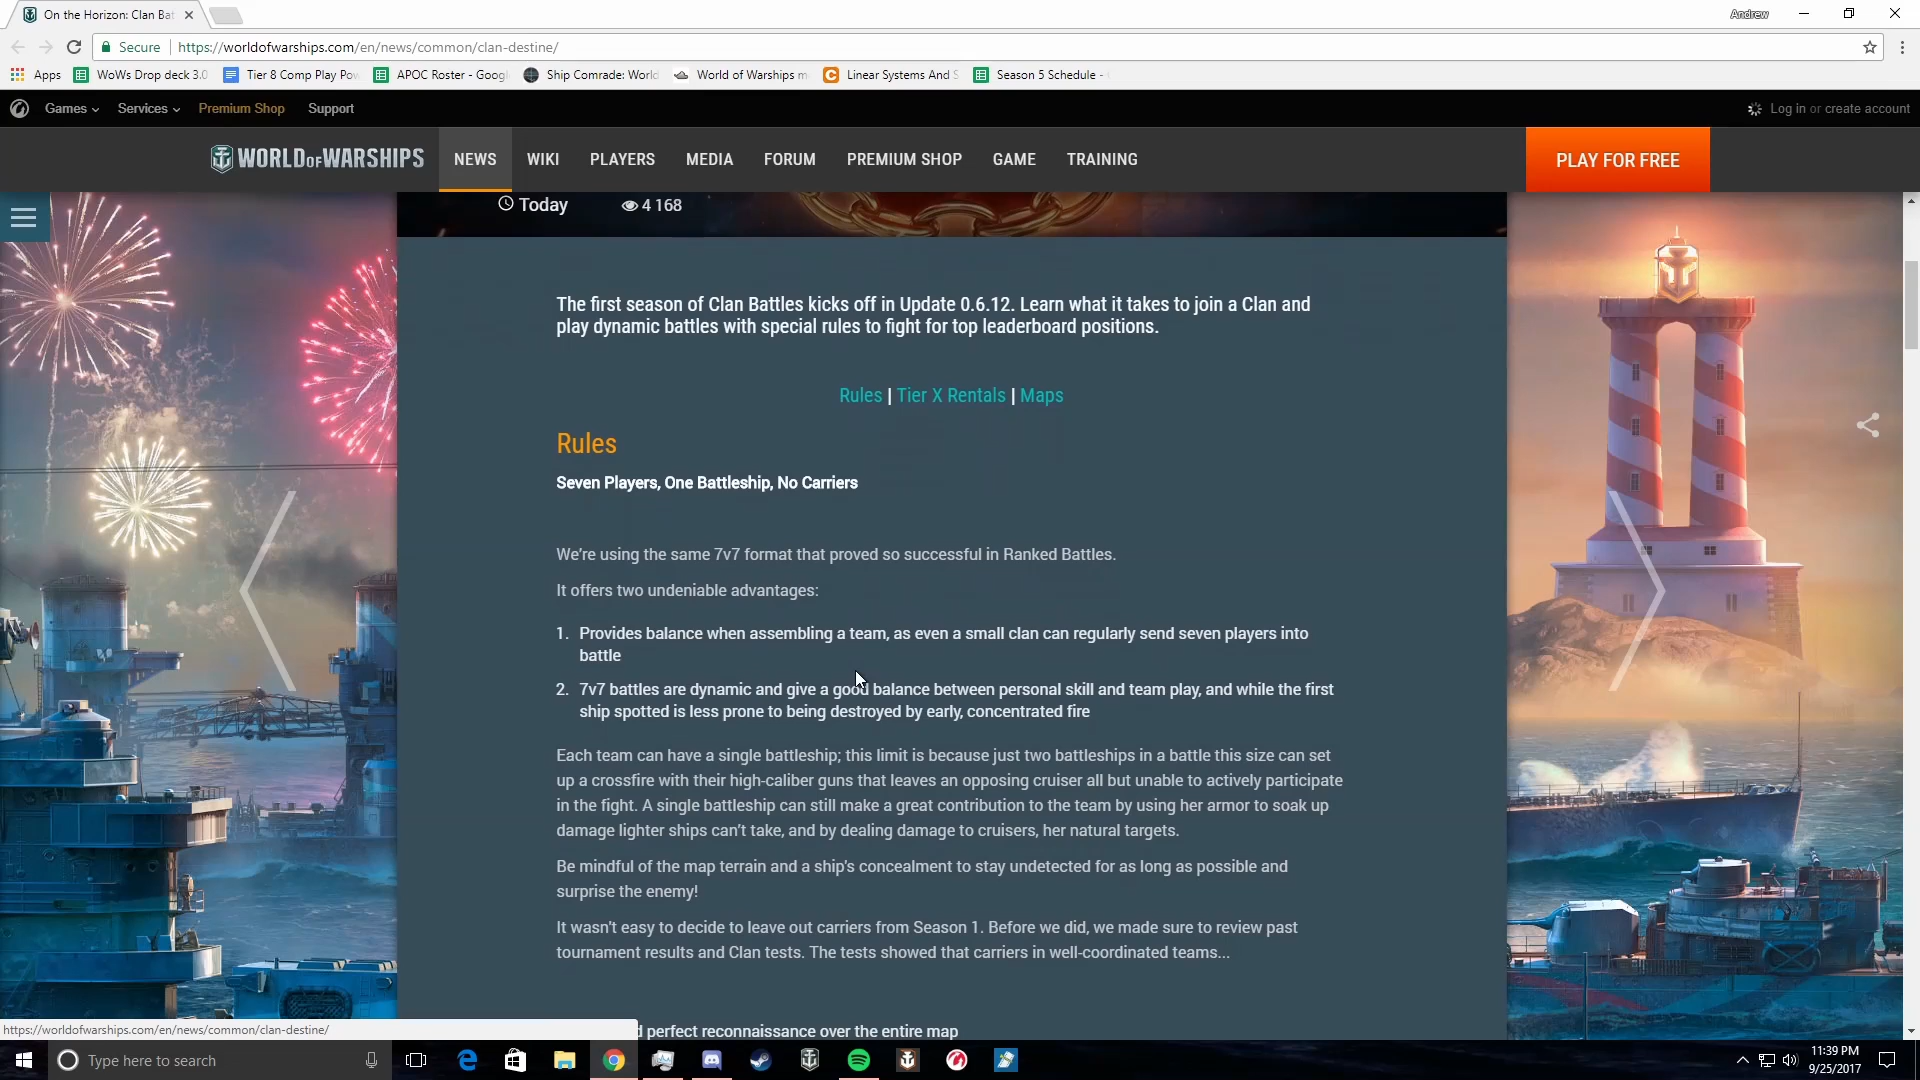 On the Horizon: Clan Bat
Andrew
Secure
https://worldofwarships.com/en/news/common/clan-destine/
Apps
WoWs Drop deck 3.0
Tier 8 Comp Play Pow
APOC Roster - Google
Ship Comrade: World
World of Warships m
Linear Systems And S
Season 5 Schedule -
Games
Services
Premium Shop
Support
Log in or create account
WORLD OF WARSHIPS
NEWS
WIKI
PLAYERS
MEDIA
FORUM
PREMIUM SHOP
GAME
TRAINING
PLAY FOR FREE
Today
4 168
The first season of Clan Battles kicks off in Update 0.6.12. Learn what it takes to join a Clan and
play dynamic battles with special rules to fight for top leaderboard positions.
Rules | Tier X Rentals | Maps
Rules
Seven Players, One Battleship, No Carriers
We're using the same 7v7 format that proved so successful in Ranked Battles.
It offers two undeniable advantages:
1. Provides balance when assembling a team, as even a small clan can regularly send seven players into
battle
2. 7v7 battles are dynamic and give a good balance between personal skill and team play, and while the first
ship spotted is less prone to being destroyed by early, concentrated fire
Each team can have a single battleship; this limit is because just two battleships in a battle this size can set
up a crossfire with their high-caliber guns that leaves an opposing cruiser all but unable to actively participate
in the fight. A single battleship can still make a great contribution to the team by using her armor to soak up
damage lighter ships can't take, and by dealing damage to cruisers, her natural targets.
Be mindful of the map terrain and a ship's concealment to stay undetected for as long as possible and
surprise the enemy!
It wasn't easy to decide to leave out carriers from Season 1. Before we did, we made sure to review past
tournament results and Clan tests. The tests showed that carriers in well-coordinated teams...
https://worldofwarships.com/en/news/common/clan-destine/
d perfect reconnaissance over the entire map
Type here to search
11:39 PM
9/25/2017